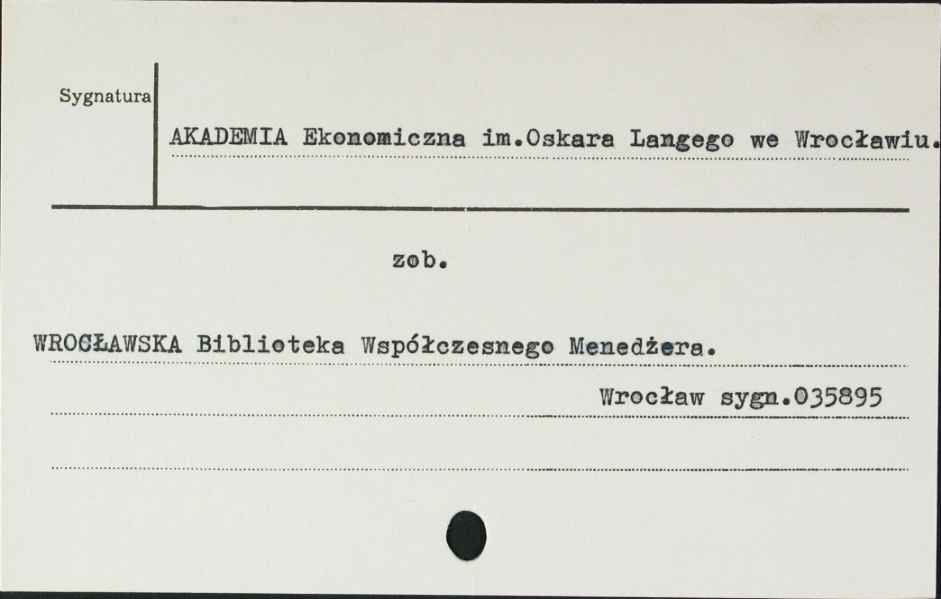 Sygnatura
AKADEMIA Ekonomiczna im.Oskara Langego we Wrocławiu.
zob.
WROCŁAWSKA Biblioteka Współczesnego Menedżera.
Wrocław sygn.035895